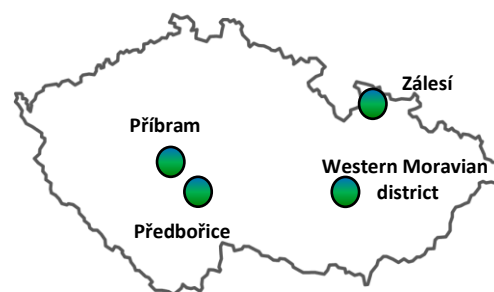 Zálesí
Příbram
Western Moravian
district
Předbořice